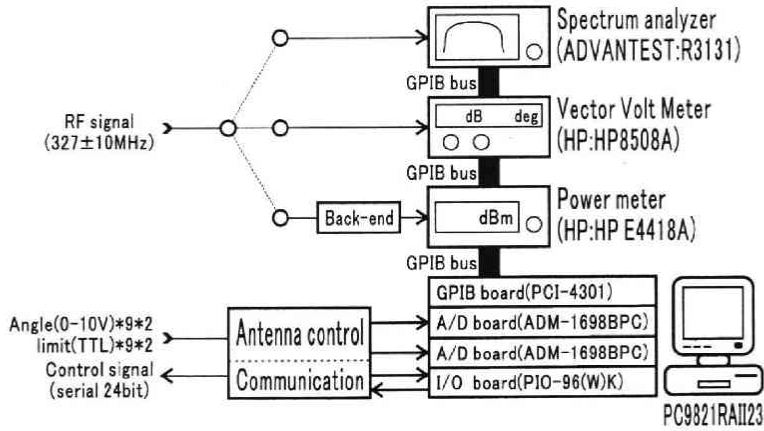 Spectrum analyzer
(ADVANTEST:R3131)
GPIB bus
dB deg
Vector Volt Meter
(HP:HP8508A)
RF signal
(327±10MHz)
GPIB bus
Back-end
dBm
Power meter
(HP:HP E4418A)
GPIB bus
GPIB board(PCI-4301)
Angle(0-10V)*9*2
limit(TTL)*9*2
Antenna control
A/D board(ADM-1698BPC)
A/D board(ADM-1698BPC)
Control signal
(serial 24bit)
Communication
I/O board(PIO-96(W)K)
PC9821RAII23